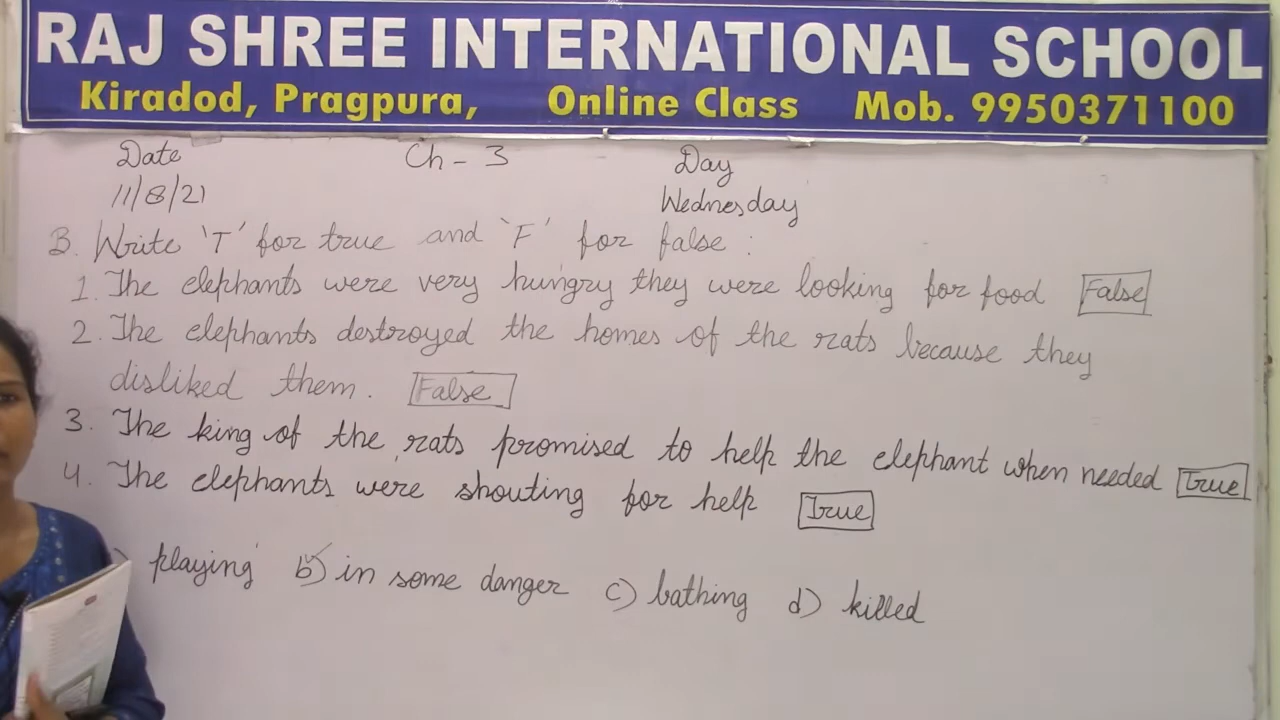 RAJ SHREE INTERNATIONAL SCHOOL
Kiradod, Pragpura, Online Class Mob. 9950371100
Date Ch - 3 Day
11/8/21 Wednesday
B. Write 'T' for true and 'F' for false :
1. The elephants were very hungry they were looking for food False
2. The elephants destroyed the homes of the rats because they
disliked them. False
3. The king of the rats promised to help the elephant when needed True
4. The elephants were shouting for help True
) playing b) in some danger c) bathing d) killed